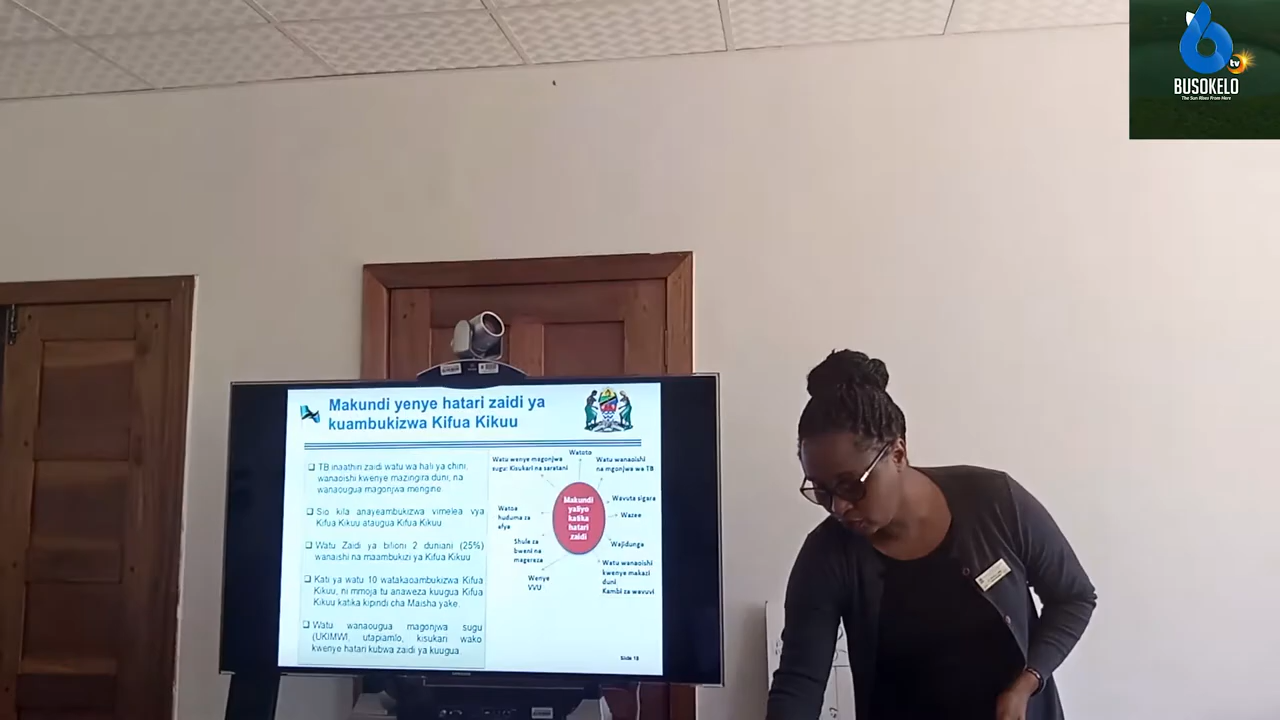 tv
BUSOKELO
The Sun Rises From Here
Makundi yenye hatari zaidi ya
kuambukizwa Kifua Kikuu
TB inaathiri zaidi watu wa hali ya chini,
wanaoishi kwenye mazingira duni, na
wanaougua magonjwa mengine.
Sio kila anayeambukizwa vimelea vya
Kifua Kikuu ataugua Kifua Kikuu
Watu Zaidi ya bilioni 2 duniani (25%)
wanaishi na maambukizi ya Kifua Kikuu
Kati ya watu 10 watakaoambukizwa Kifua
Kikuu, ni mmoja tu anaweza kuugua Kifua
Kikuu katika kipindi cha Maisha yake.
Watu wanaougua magonjwa sugu
(UKIMWI, utapiamlo, kisukari wako
kwenye hatari kubwa zaidi ya kuugua.
Watoto
Watu wenye magonjwa
sugu: Kisukari na saratani
Watu wanaoishi
na mgonjwa wa TB
Makundi
yaliyo
katika
hatari
zaidi
Wavuta sigara
Watoa
huduma za
afya
Wazee
Shule za
bweni na
magereza
Wajidunga
Wenye
VVU
Watu wanaoishi
kwenye makazi
duni
Kambi za wavuvi